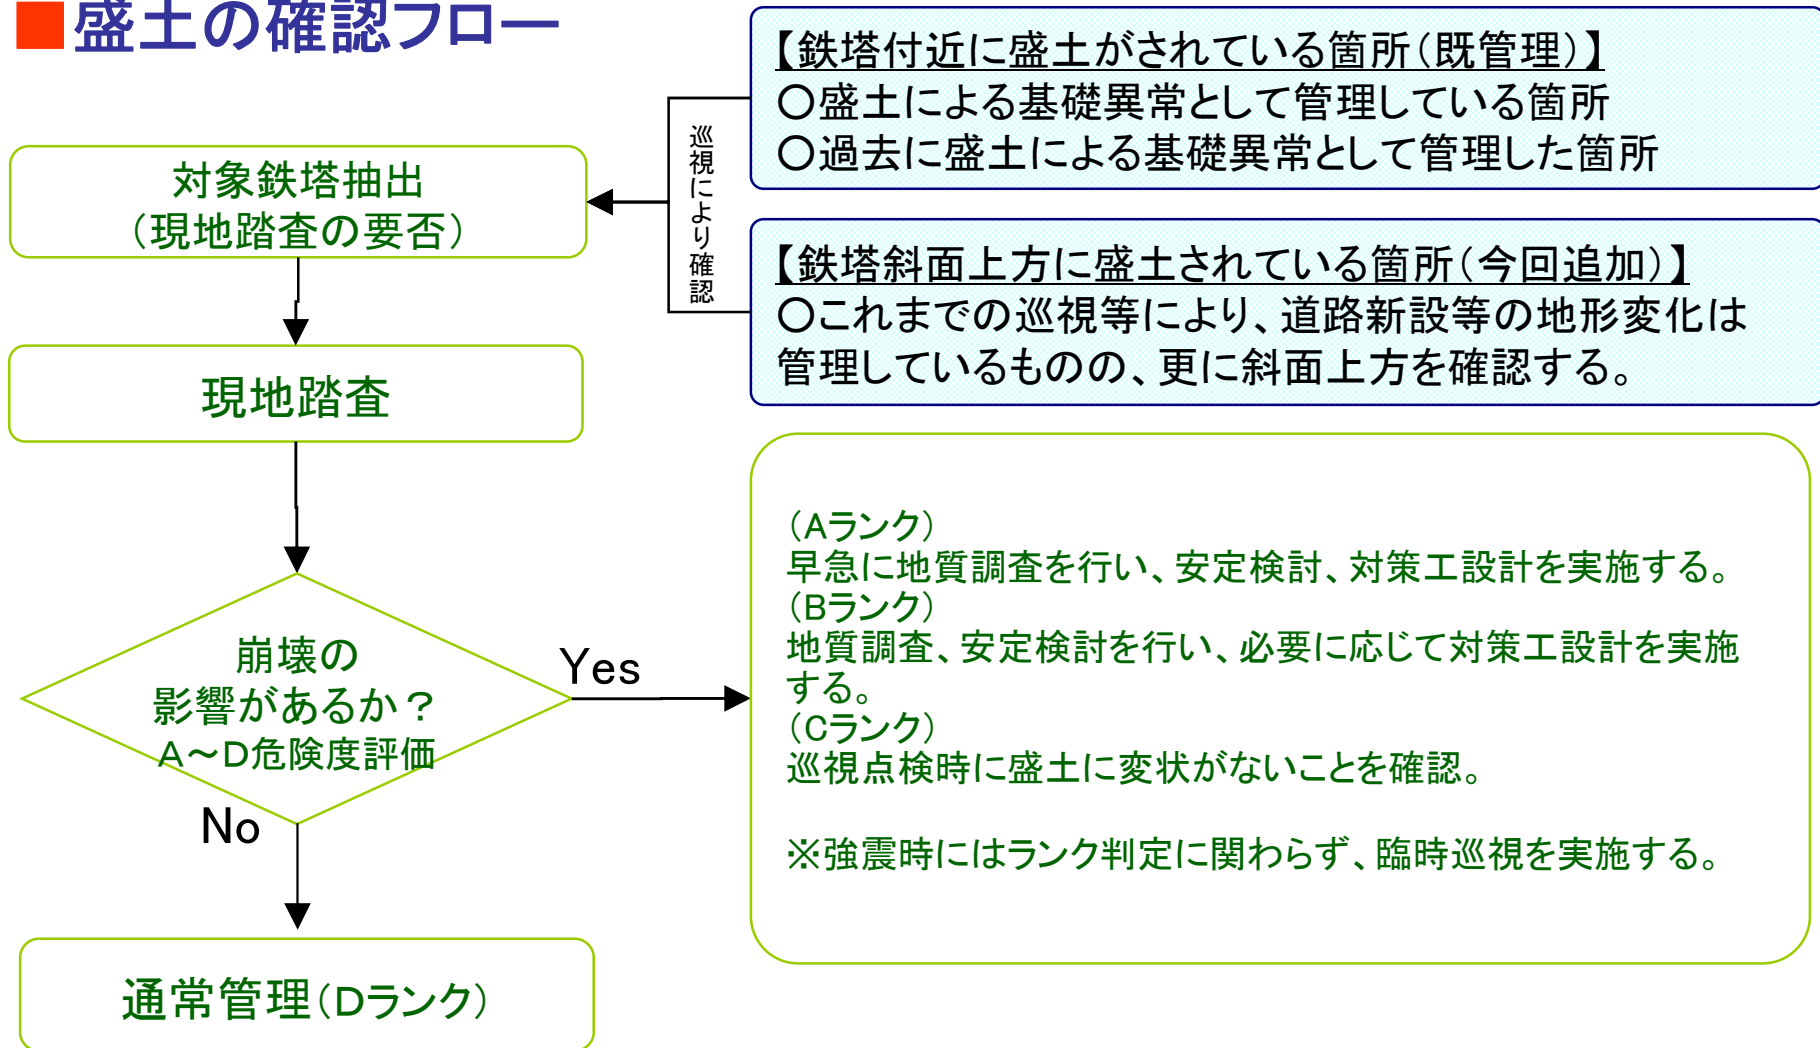 ■盛土の確認フロー
【鉄塔付近に盛土がされている箇所（既管理）】
○盛土による基礎異常として管理している箇所
○過去に盛土による基礎異常として管理した箇所
巡視により確認
【鉄塔斜面上方に盛土されている箇所（今回追加）】
○これまでの巡視等により、道路新設等の地形変化は
管理しているものの、更に斜面上方を確認する。
対象鉄塔抽出
（現地踏査の要否）
現地踏査
崩壊の
影響があるか？
A～D危険度評価
Yes
No
（Aランク）
早急に地質調査を行い、安定検討、対策工設計を実施する。
（Bランク）
地質調査、安定検討を行い、必要に応じて対策工設計を実施
する。
（Cランク）
巡視点検時に盛土に変状がないことを確認。
※強震時にはランク判定に関わらず、臨時巡視を実施する。
通常管理（Dランク）